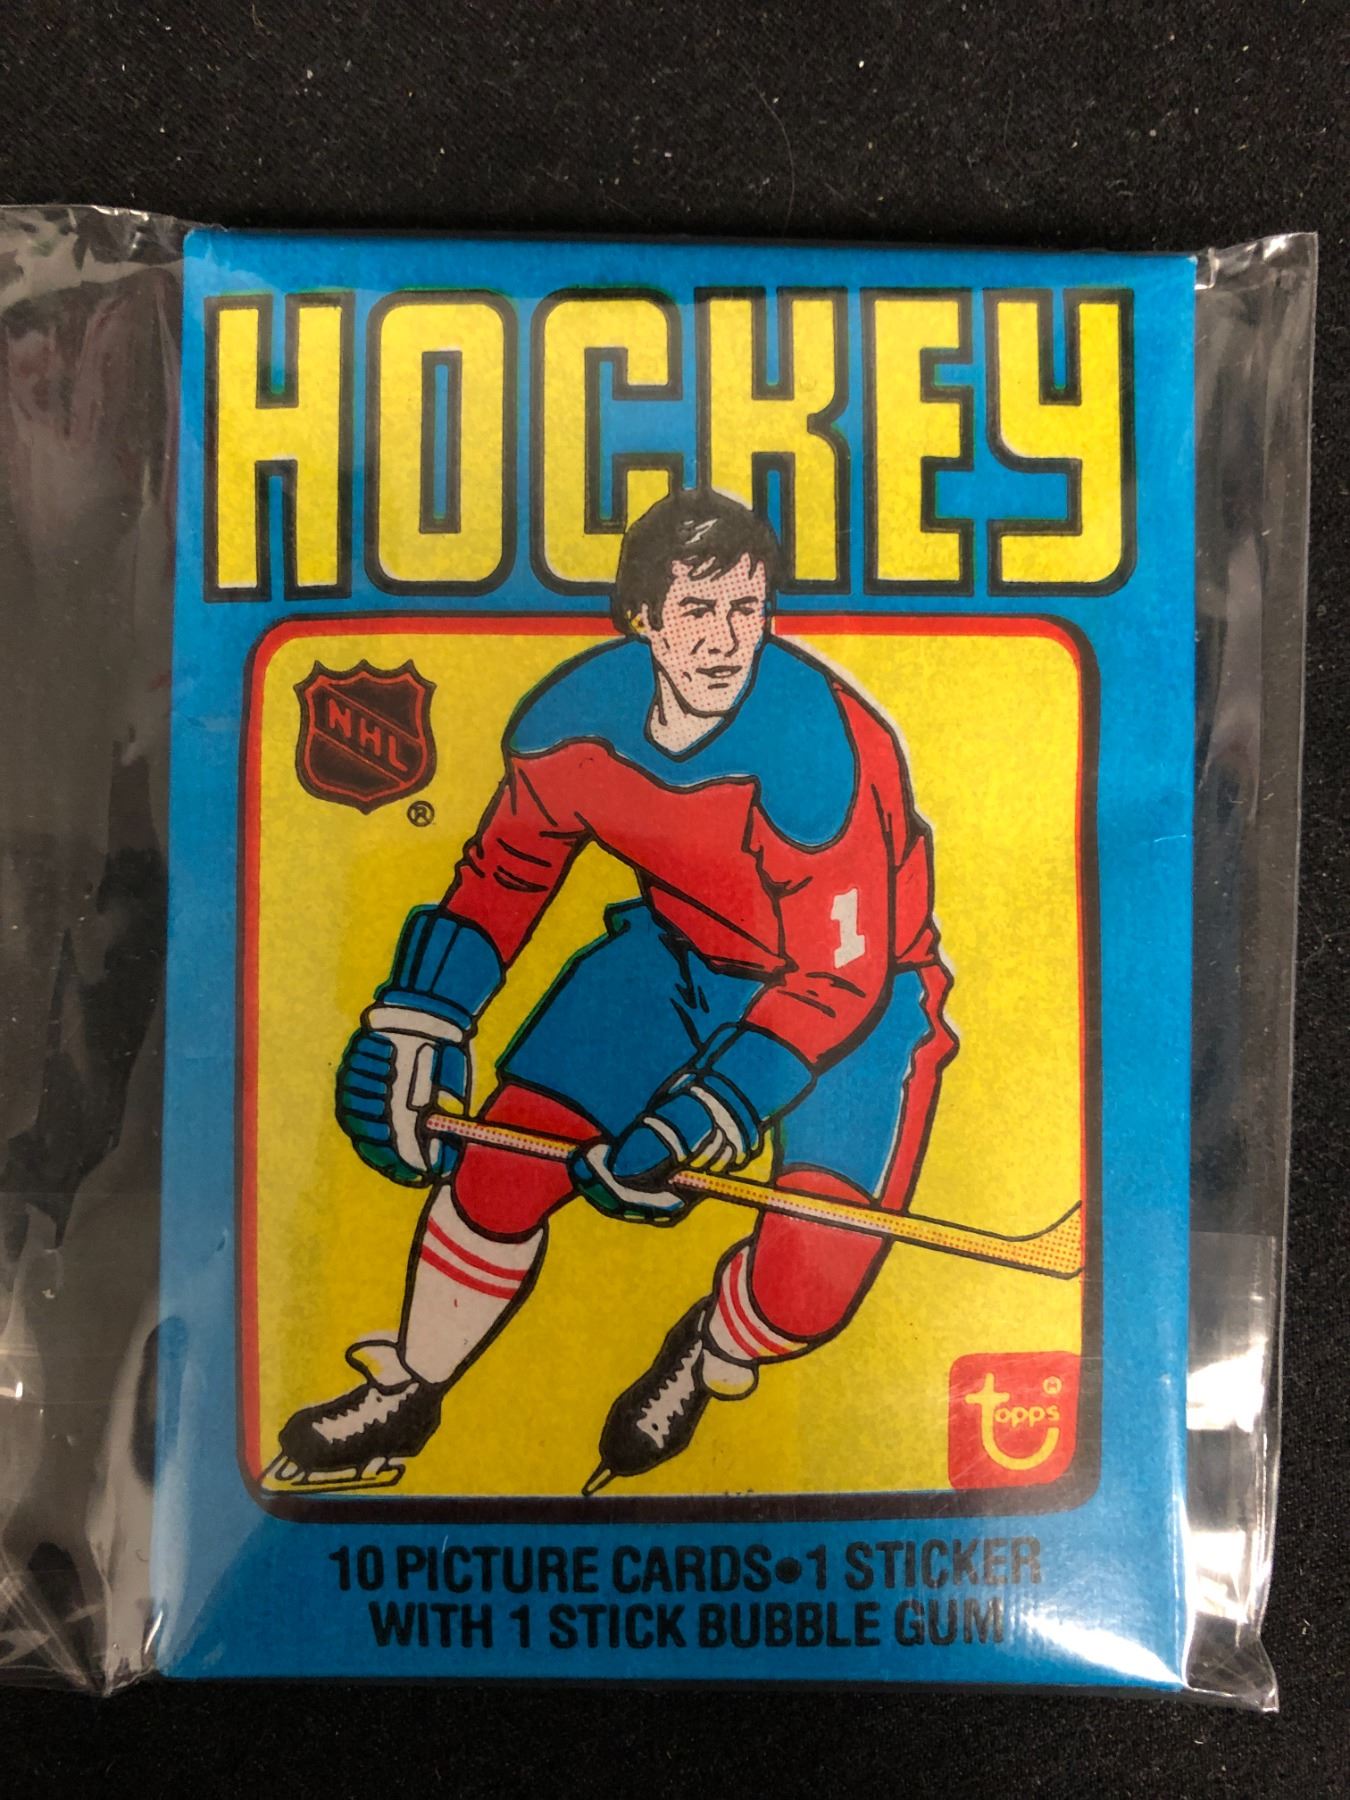 HOCKEY
NHL
®
1
topps
10 PICTURE CARDS•1 STICKER
WITH 1 STICK BUBBLE GUM